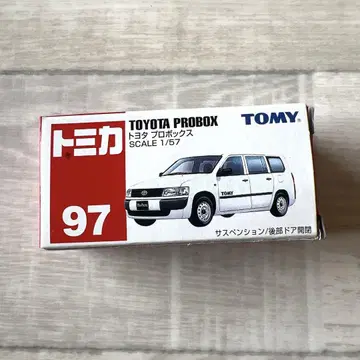 トミカ
97
TOYOTA PROBOX
トヨタ プロボックス
SCALE 1/57
TOMY
TOMY
サスペンション/後部ドア開閉